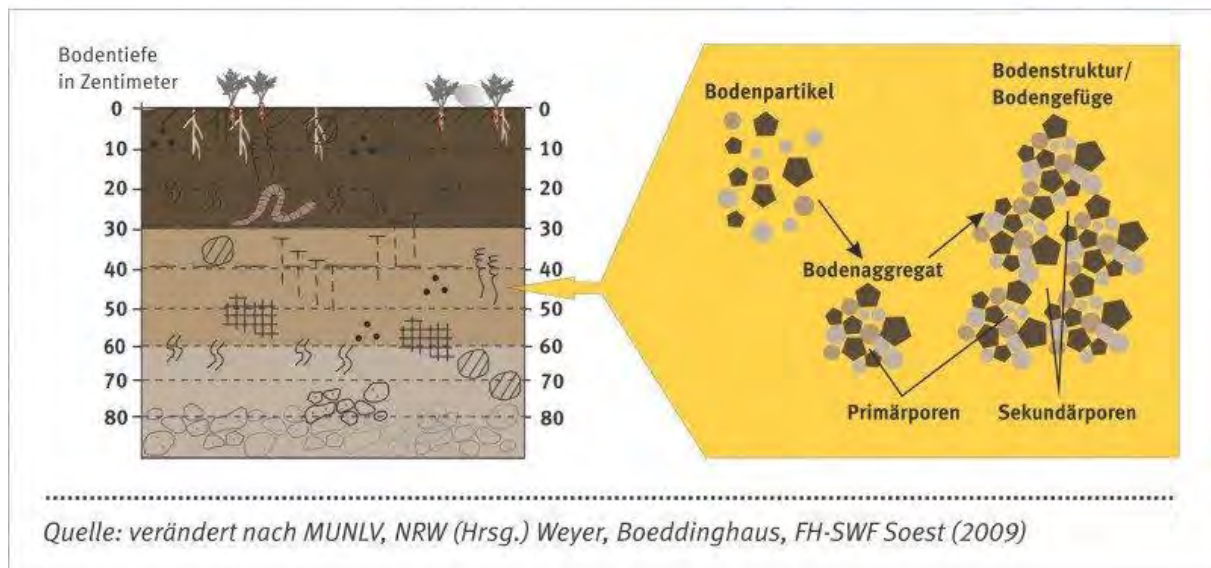 Bodentiefe
in Zentimeter
0
10
20
30
40
50
60
70
80
0
10
20
30
40
50
60
70
80
Bodenpartikel
Bodenstruktur/
Bodengefüge
Bodenaggregat
Primärporen
Sekundärporen
Quelle: verändert nach MUNLV, NRW (Hrsg.) Weyer, Boeddinghaus, FH-SWF Soest (2009)